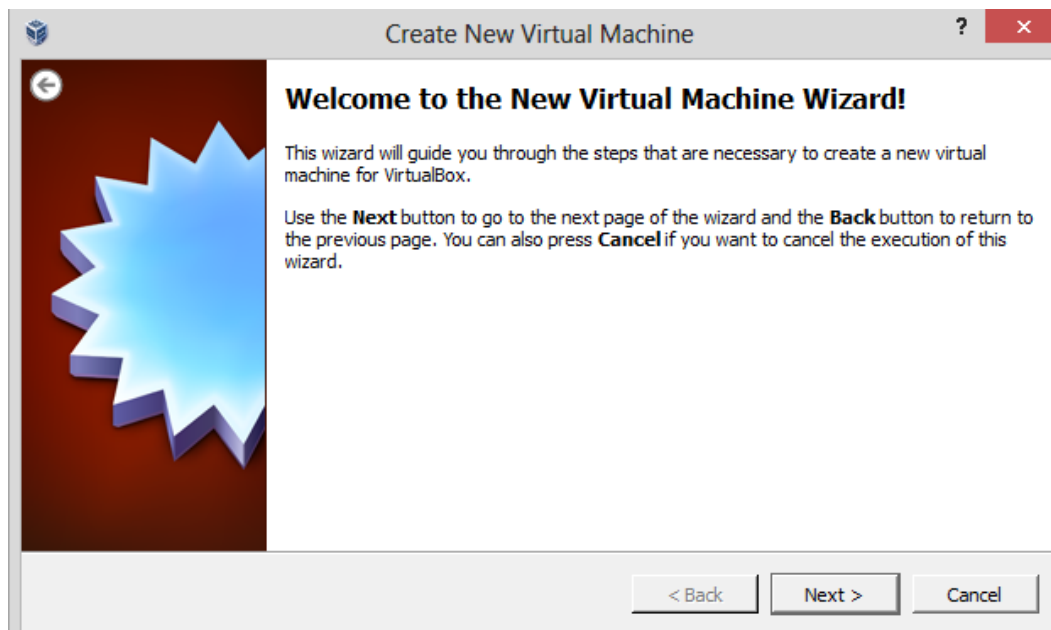 Create New Virtual Machine
?
Welcome to the New Virtual Machine Wizard!
This wizard will guide you through the steps that are necessary to create a new virtual
machine for VirtualBox.
Use the Next button to go to the next page of the wizard and the Back button to return to
the previous page. You can also press Cancel if you want to cancel the execution of this
wizard.
< Back
Next >
Cancel